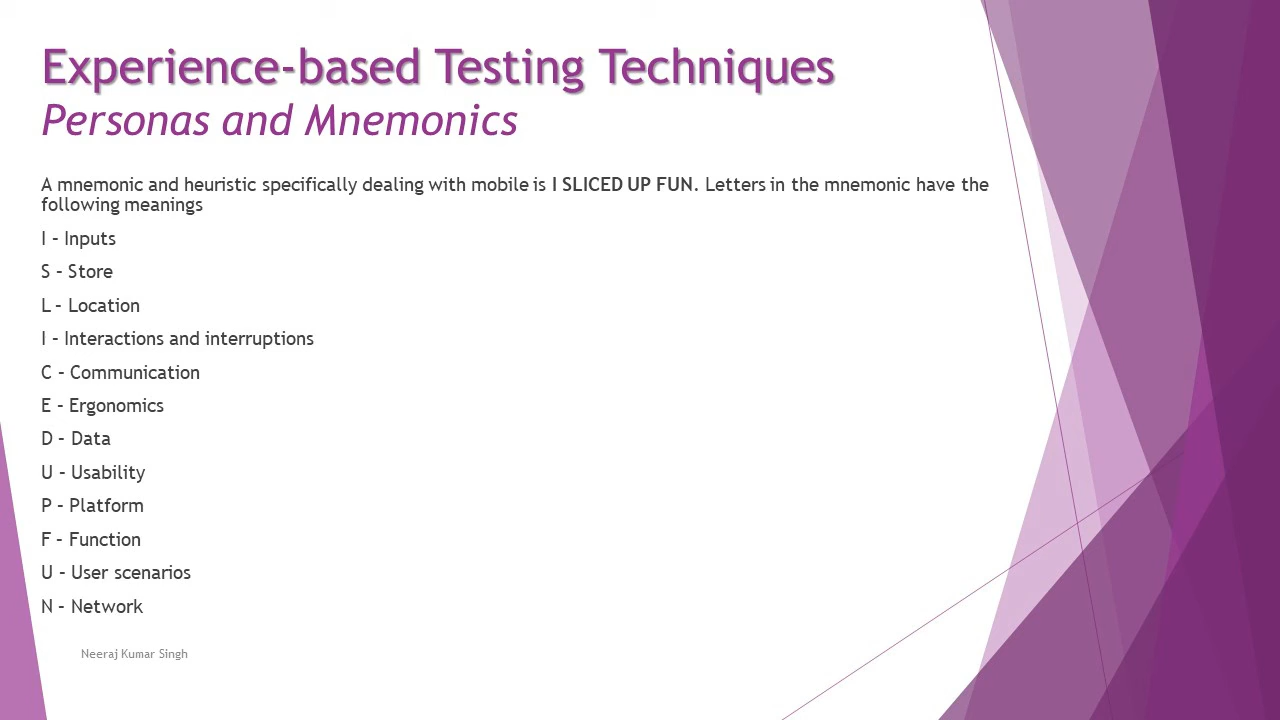 Experience-based Testing Techniques
Personas and Mnemonics
A mnemonic and heuristic specifically dealing with mobile is I SLICED UP FUN. Letters in the mnemonic have the
following meanings
I – Inputs
S – Store
L – Location
I – Interactions and interruptions
C – Communication
E – Ergonomics
D – Data
U – Usability
P – Platform
F – Function
U – User scenarios
N – Network
Neeraj Kumar Singh